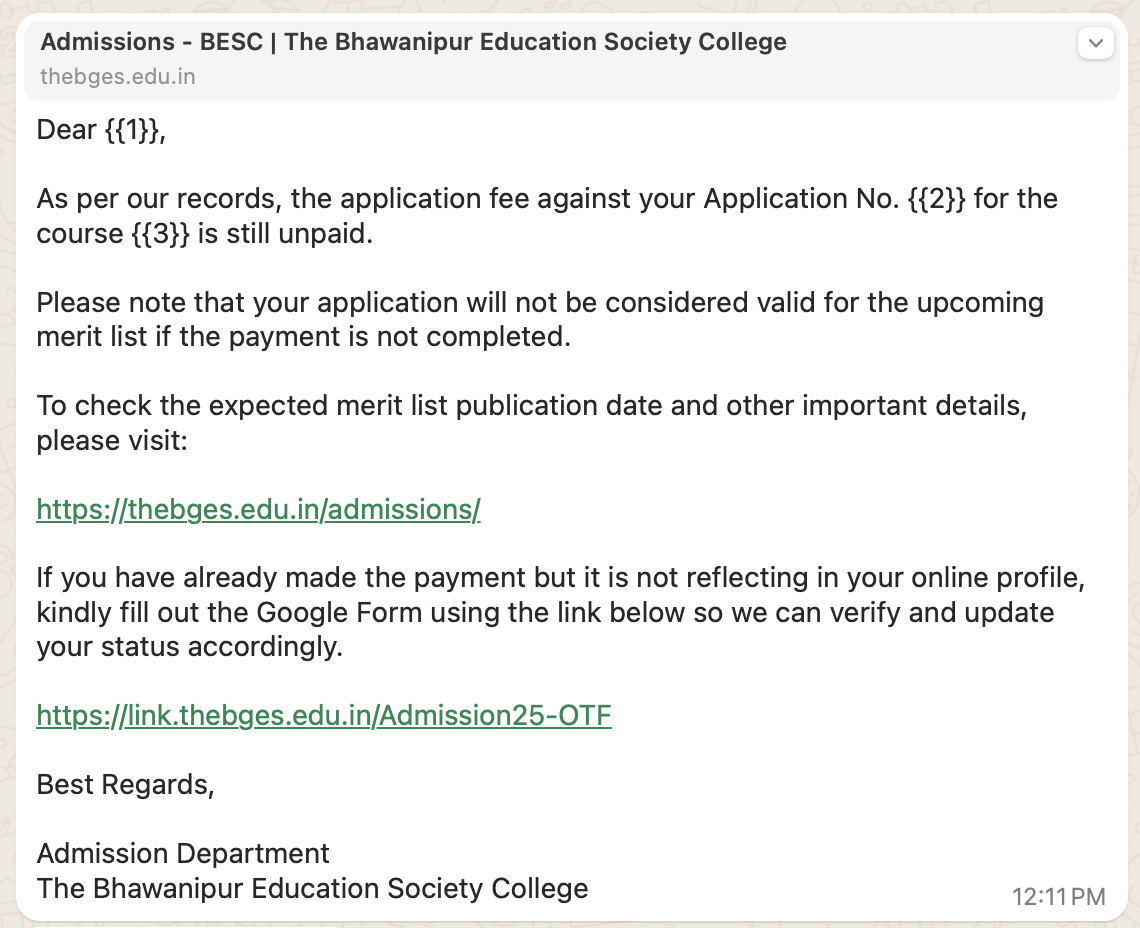 Admissions - BESC | The Bhawanipur Education Society College
thebges.edu.in
Dear {{1}},
As per our records, the application fee against your Application No. {{2}} for the
course {{3}} is still unpaid.
Please note that your application will not be considered valid for the upcoming
merit list if the payment is not completed.
To check the expected merit list publication date and other important details,
please visit:
https://thebges.edu.in/admissions/
If you have already made the payment but it is not reflecting in your online profile,
kindly fill out the Google Form using the link below so we can verify and update
your status accordingly.
https://link.thebges.edu.in/Admission25-OTF
Best Regards,
Admission Department
The Bhawanipur Education Society College
12:11 PM